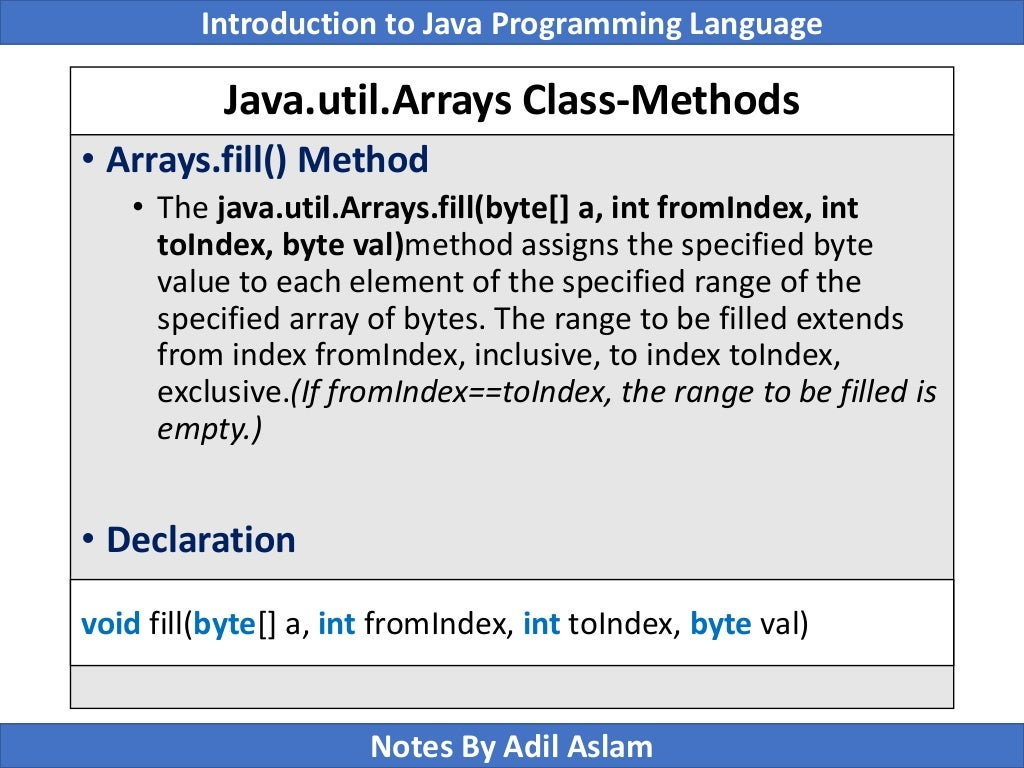 Introduction to Java Programming Language
Java.util.Arrays Class-Methods
• Arrays.fill() Method
• The java.util.Arrays.fill(byte[] a, int fromIndex, int
toIndex, byte val)method assigns the specified byte
value to each element of the specified range of the
specified array of bytes. The range to be filled extends
from index fromIndex, inclusive, to index toIndex,
exclusive.(If fromIndex==toIndex, the range to be filled is
empty.)
• Declaration
void fill(byte[] a, int fromIndex, int toIndex, byte val)
Notes By Adil Aslam